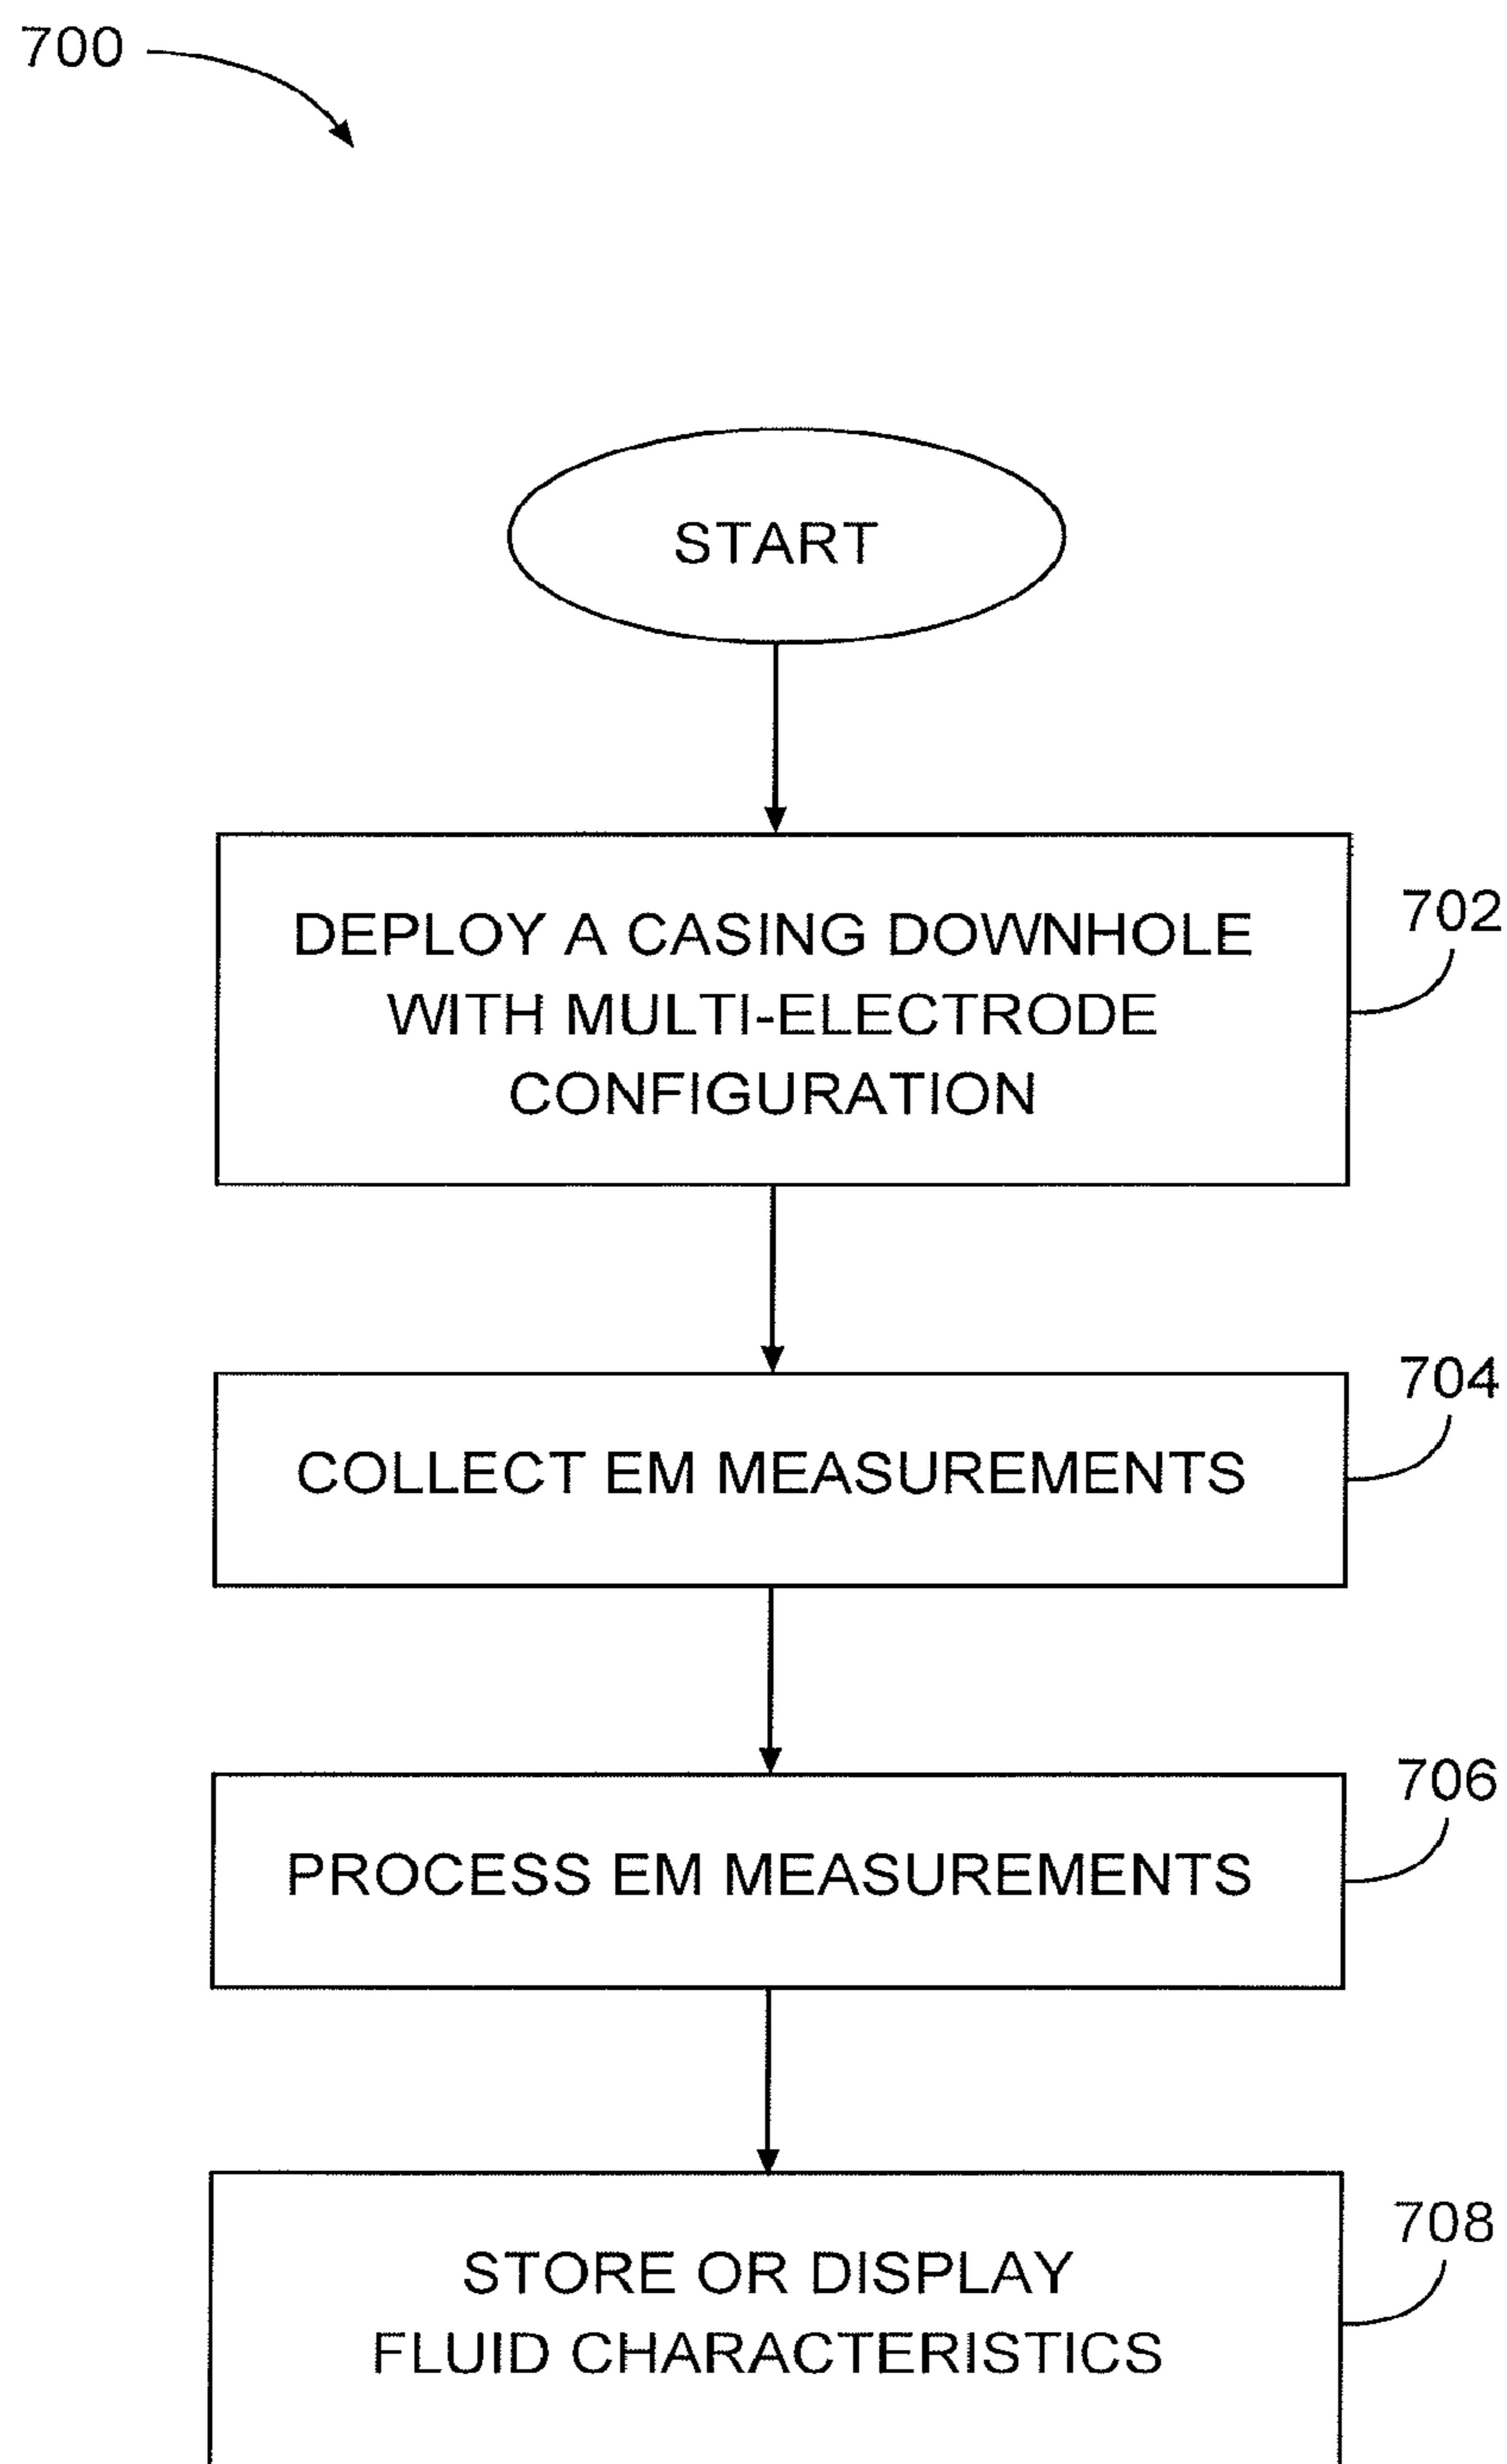 700
START
DEPLOY A CASING DOWNHOLE
WITH MULTI-ELECTRODE
CONFIGURATION
702
COLLECT EM MEASUREMENTS
704
PROCESS EM MEASUREMENTS
706
STORE OR DISPLAY
FLUID CHARACTERISTICS
708